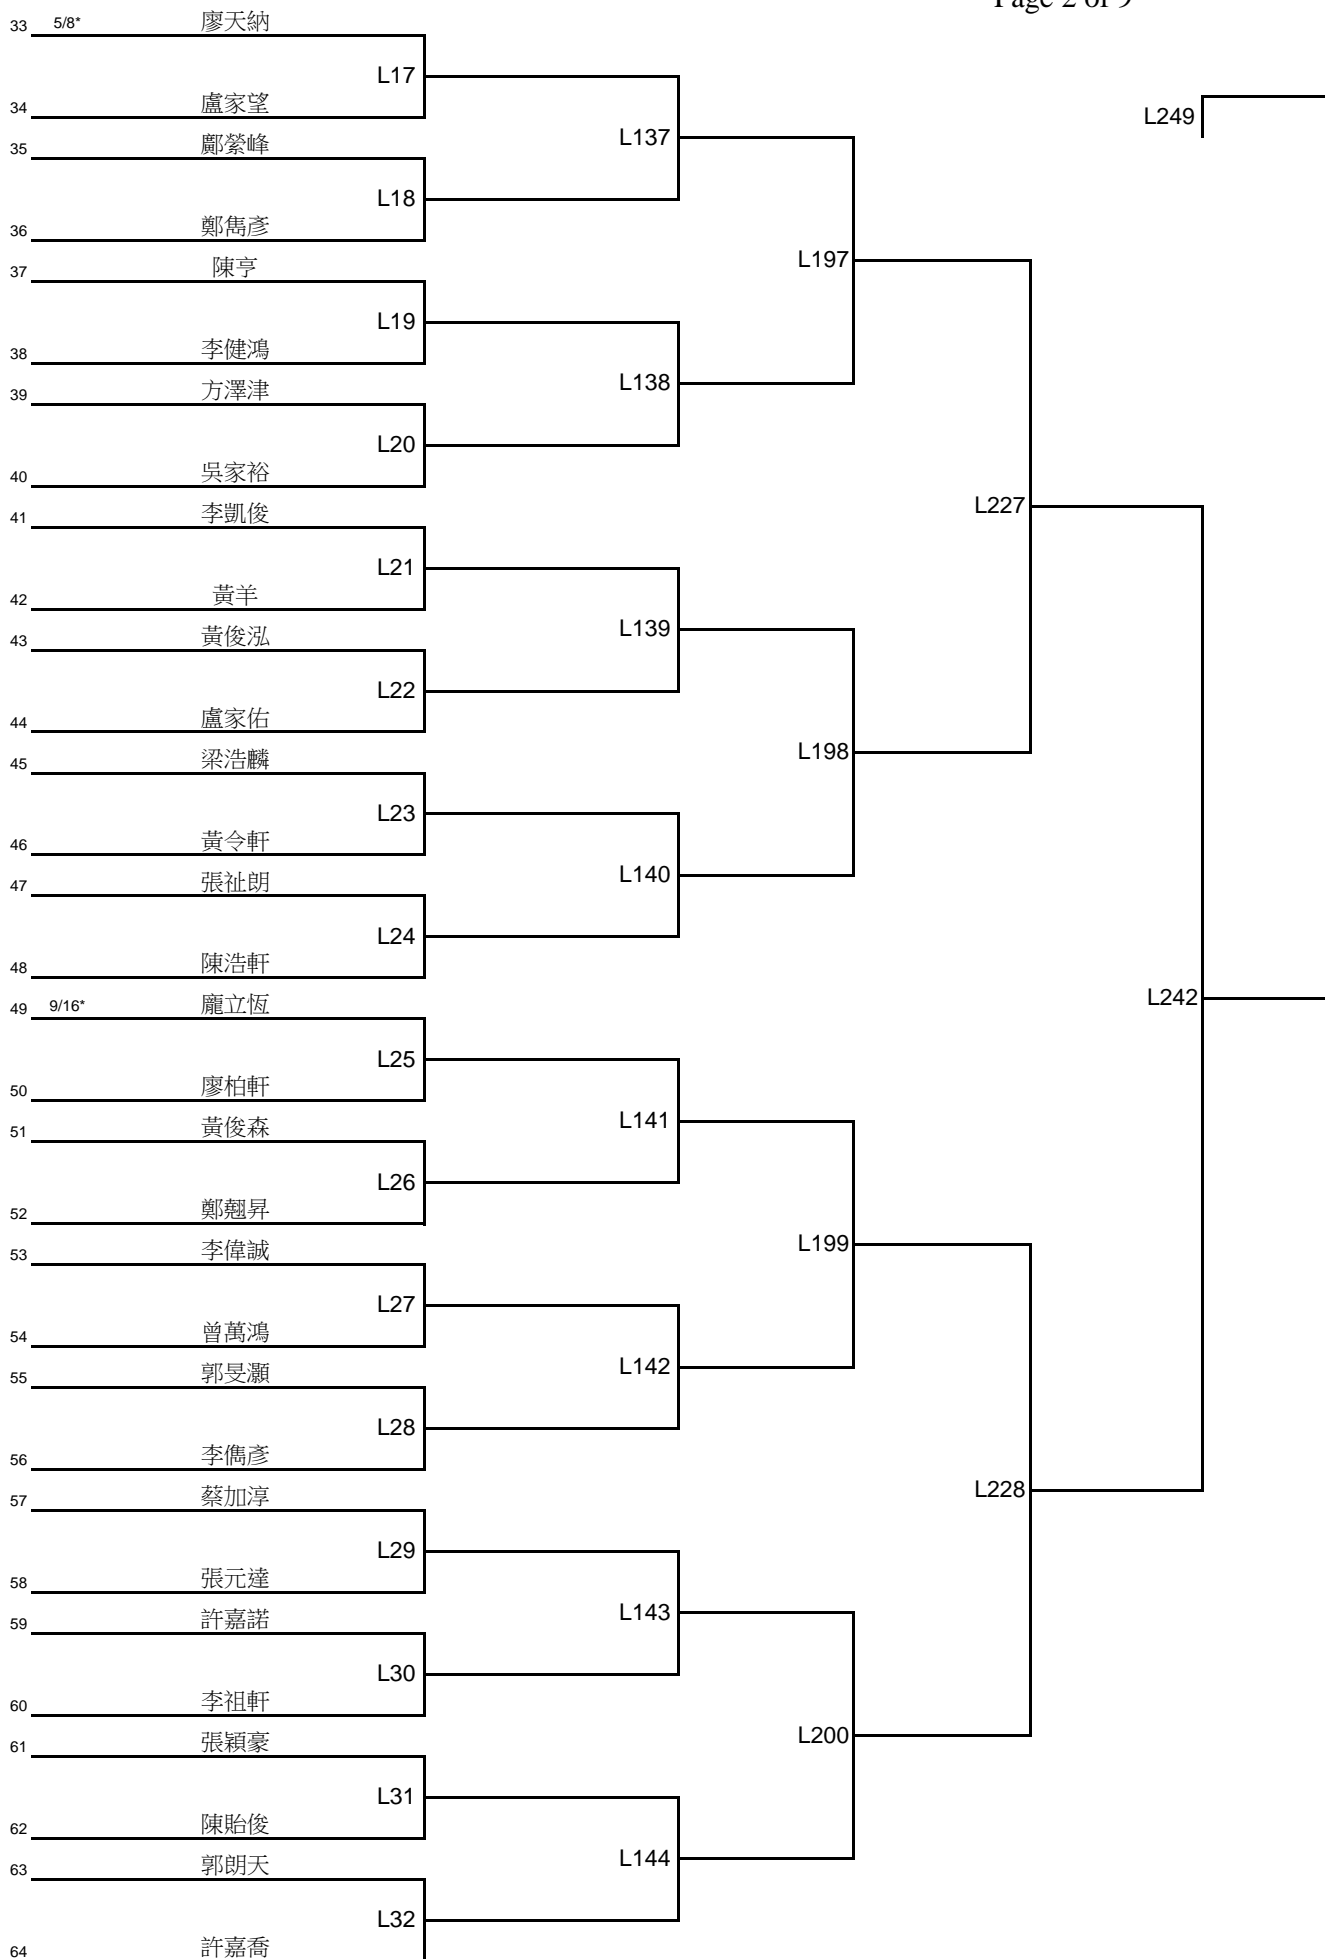 Page 2 of 9
33 5/8* 廖天納
L17
34 盧家望
L249
L137
35 鄺縈峰
L18
36 鄭雋彥
37 陳亨
L197
L19
38 李健鴻
L138
39 方澤津
L20
40 吳家裕
41 李凱俊
L227
L21
42 黃羊
L139
43 黃俊泓
L22
44 盧家佑
45 梁浩麟
L198
L23
46 黃令軒
L140
47 張祉朗
L24
48 陳浩軒
49 9/16* 龐立恆
L242
L25
50 廖柏軒
L141
51 黃俊森
L26
52 鄭翹昇
53 李偉誠
L199
L27
54 曾萬鴻
L142
55 郭旻灝
L28
56 李儁彥
57 蔡加淳
L228
L29
58 張元達
L143
59 許嘉諾
L30
60 李祖軒
61 張穎豪
L200
L31
62 陳貽俊
L144
63 郭朗天
L32
64 許嘉喬